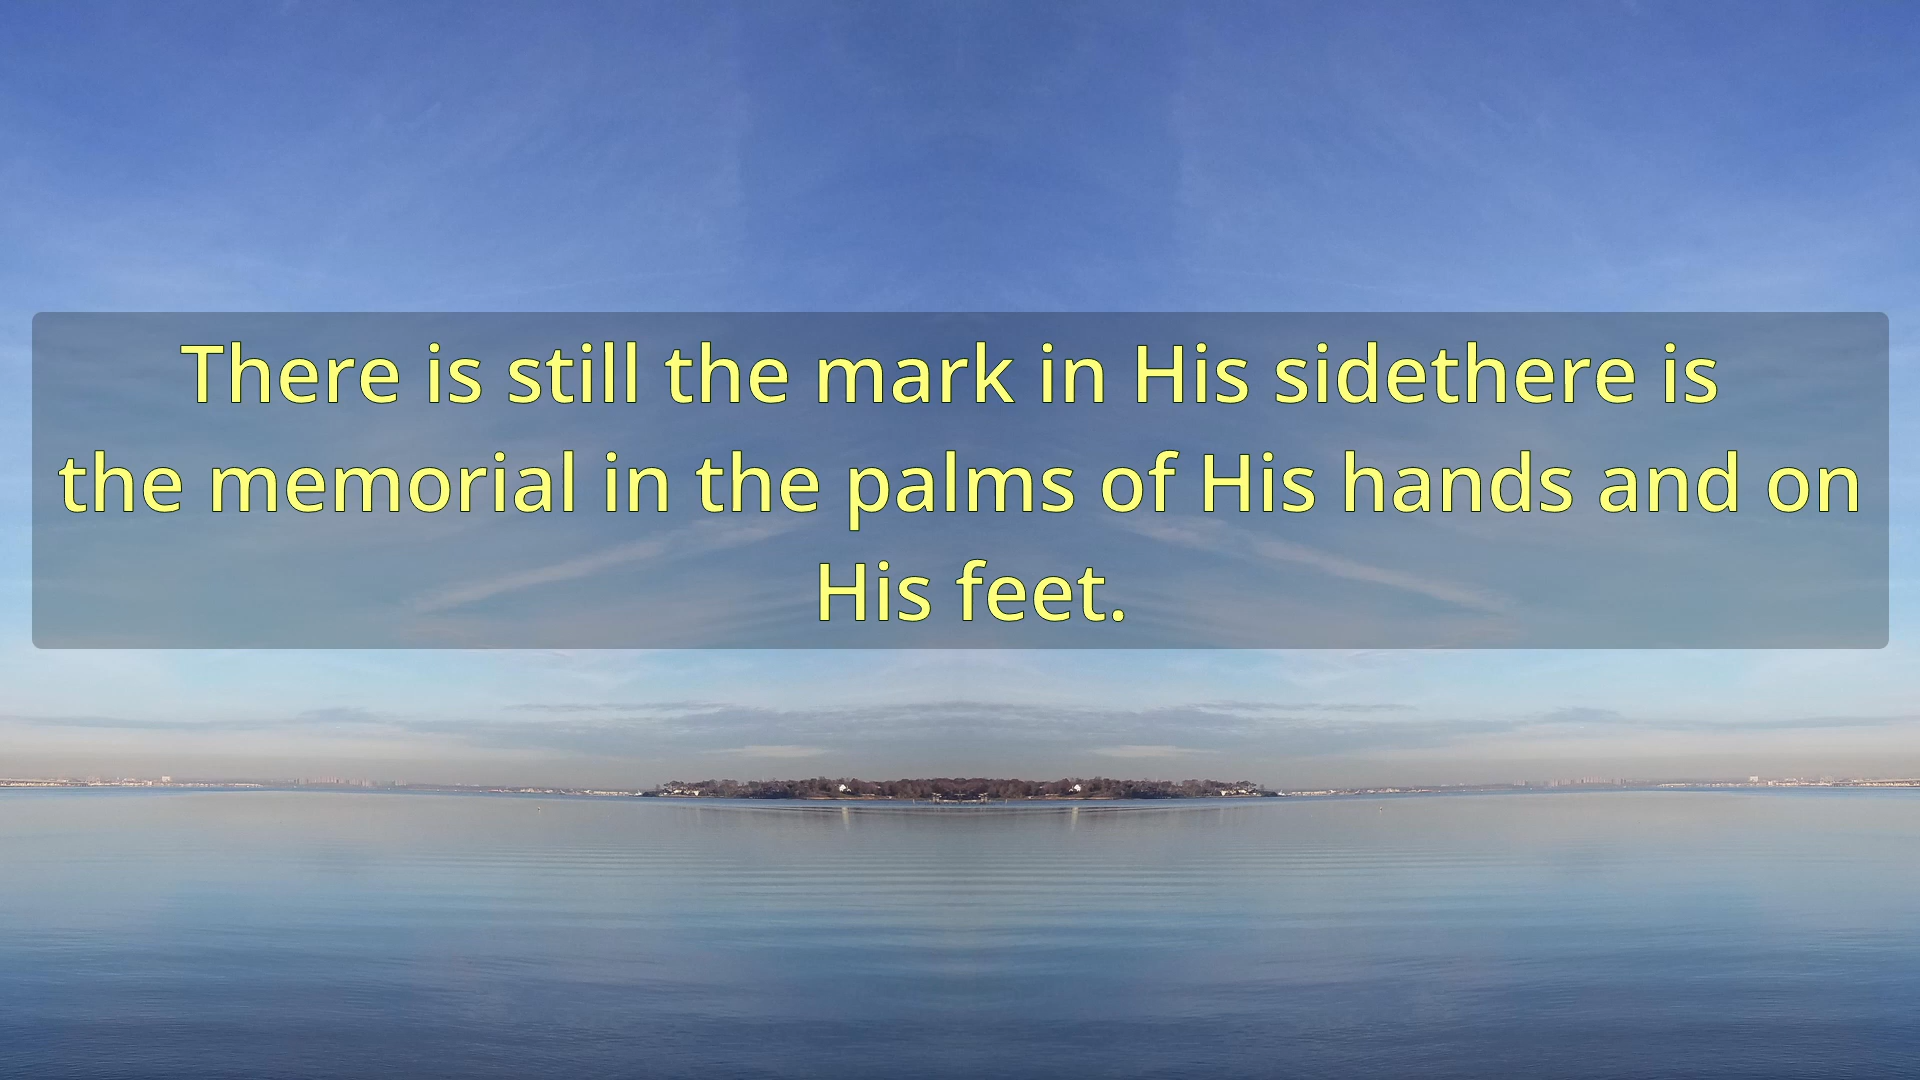 There is still the mark in His sidethere is
the memorial in the palms of His hands and on
His feet.